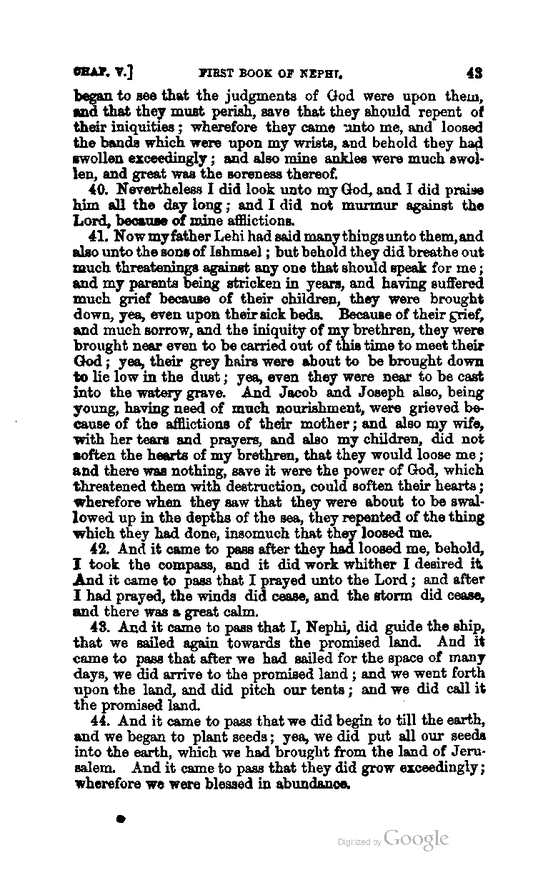 CHAP. V.] FIRST BOOK OF NEPHI. 43
began to see that the judgments of God were upon them,
and that they must perish, save that they should repent of
their iniquities; wherefore they came unto me, and loosed
the bands which were upon my wrists, and behold they had
swollen exceedingly; and also mine ankles were much swol-
len, and great was the soreness thereof.
40. Nevertheless I did look unto my God, and I did praise
him all the day long; and I did not murmur against the
Lord, because of mine afflictions.
41. Now my father Lehi had said many things unto them, and
also unto the sons of Ishmael; but behold they did breathe out
much threatenings against any one that should speak for me;
and my parents being stricken in years, and having suffered
much grief because of their children, they were brought
down, yea, even upon their sick beds. Because of their grief,
and much sorrow, and the iniquity of my brethren, they were
brought near even to be carried out of this time to meet their
God; yea, their grey hairs were about to be brought down
to lie low in the dust; yea, even they were near to be cast
into the watery grave. And Jacob and Joseph also, being
young, having need of much nourishment, were grieved be-
cause of the afflictions of their mother; and also my wife,
with her tears and prayers, and also my children, did not
soften the hearts of my brethren, that they would loose me;
and there was nothing, save it were the power of God, which
threatened them with destruction, could soften their hearts;
wherefore when they saw that they were about to be swal-
lowed up in the depths of the sea, they repented of the thing
which they had done, insomuch that they loosed me.
42. And it came to pass after they had loosed me, behold,
I took the compass, and it did work whither I desired it.
And it came to pass that I prayed unto the Lord; and after
I had prayed, the winds did cease, and the storm did cease,
and there was a great calm.
43. And it came to pass that I, Nephi, did guide the ship,
that we sailed again towards the promised land. And it
came to pass that after we had sailed for the space of many
days, we did arrive to the promised land; and we went forth
upon the land, and did pitch our tents; and we did call it
the promised land.
44. And it came to pass that we did begin to till the earth,
and we began to plant seeds; yea, we did put all our seeds
into the earth, which we had brought from the land of Jeru-
salem. And it came to pass that they did grow exceedingly;
wherefore we were blessed in abundance.
Digitized by Google